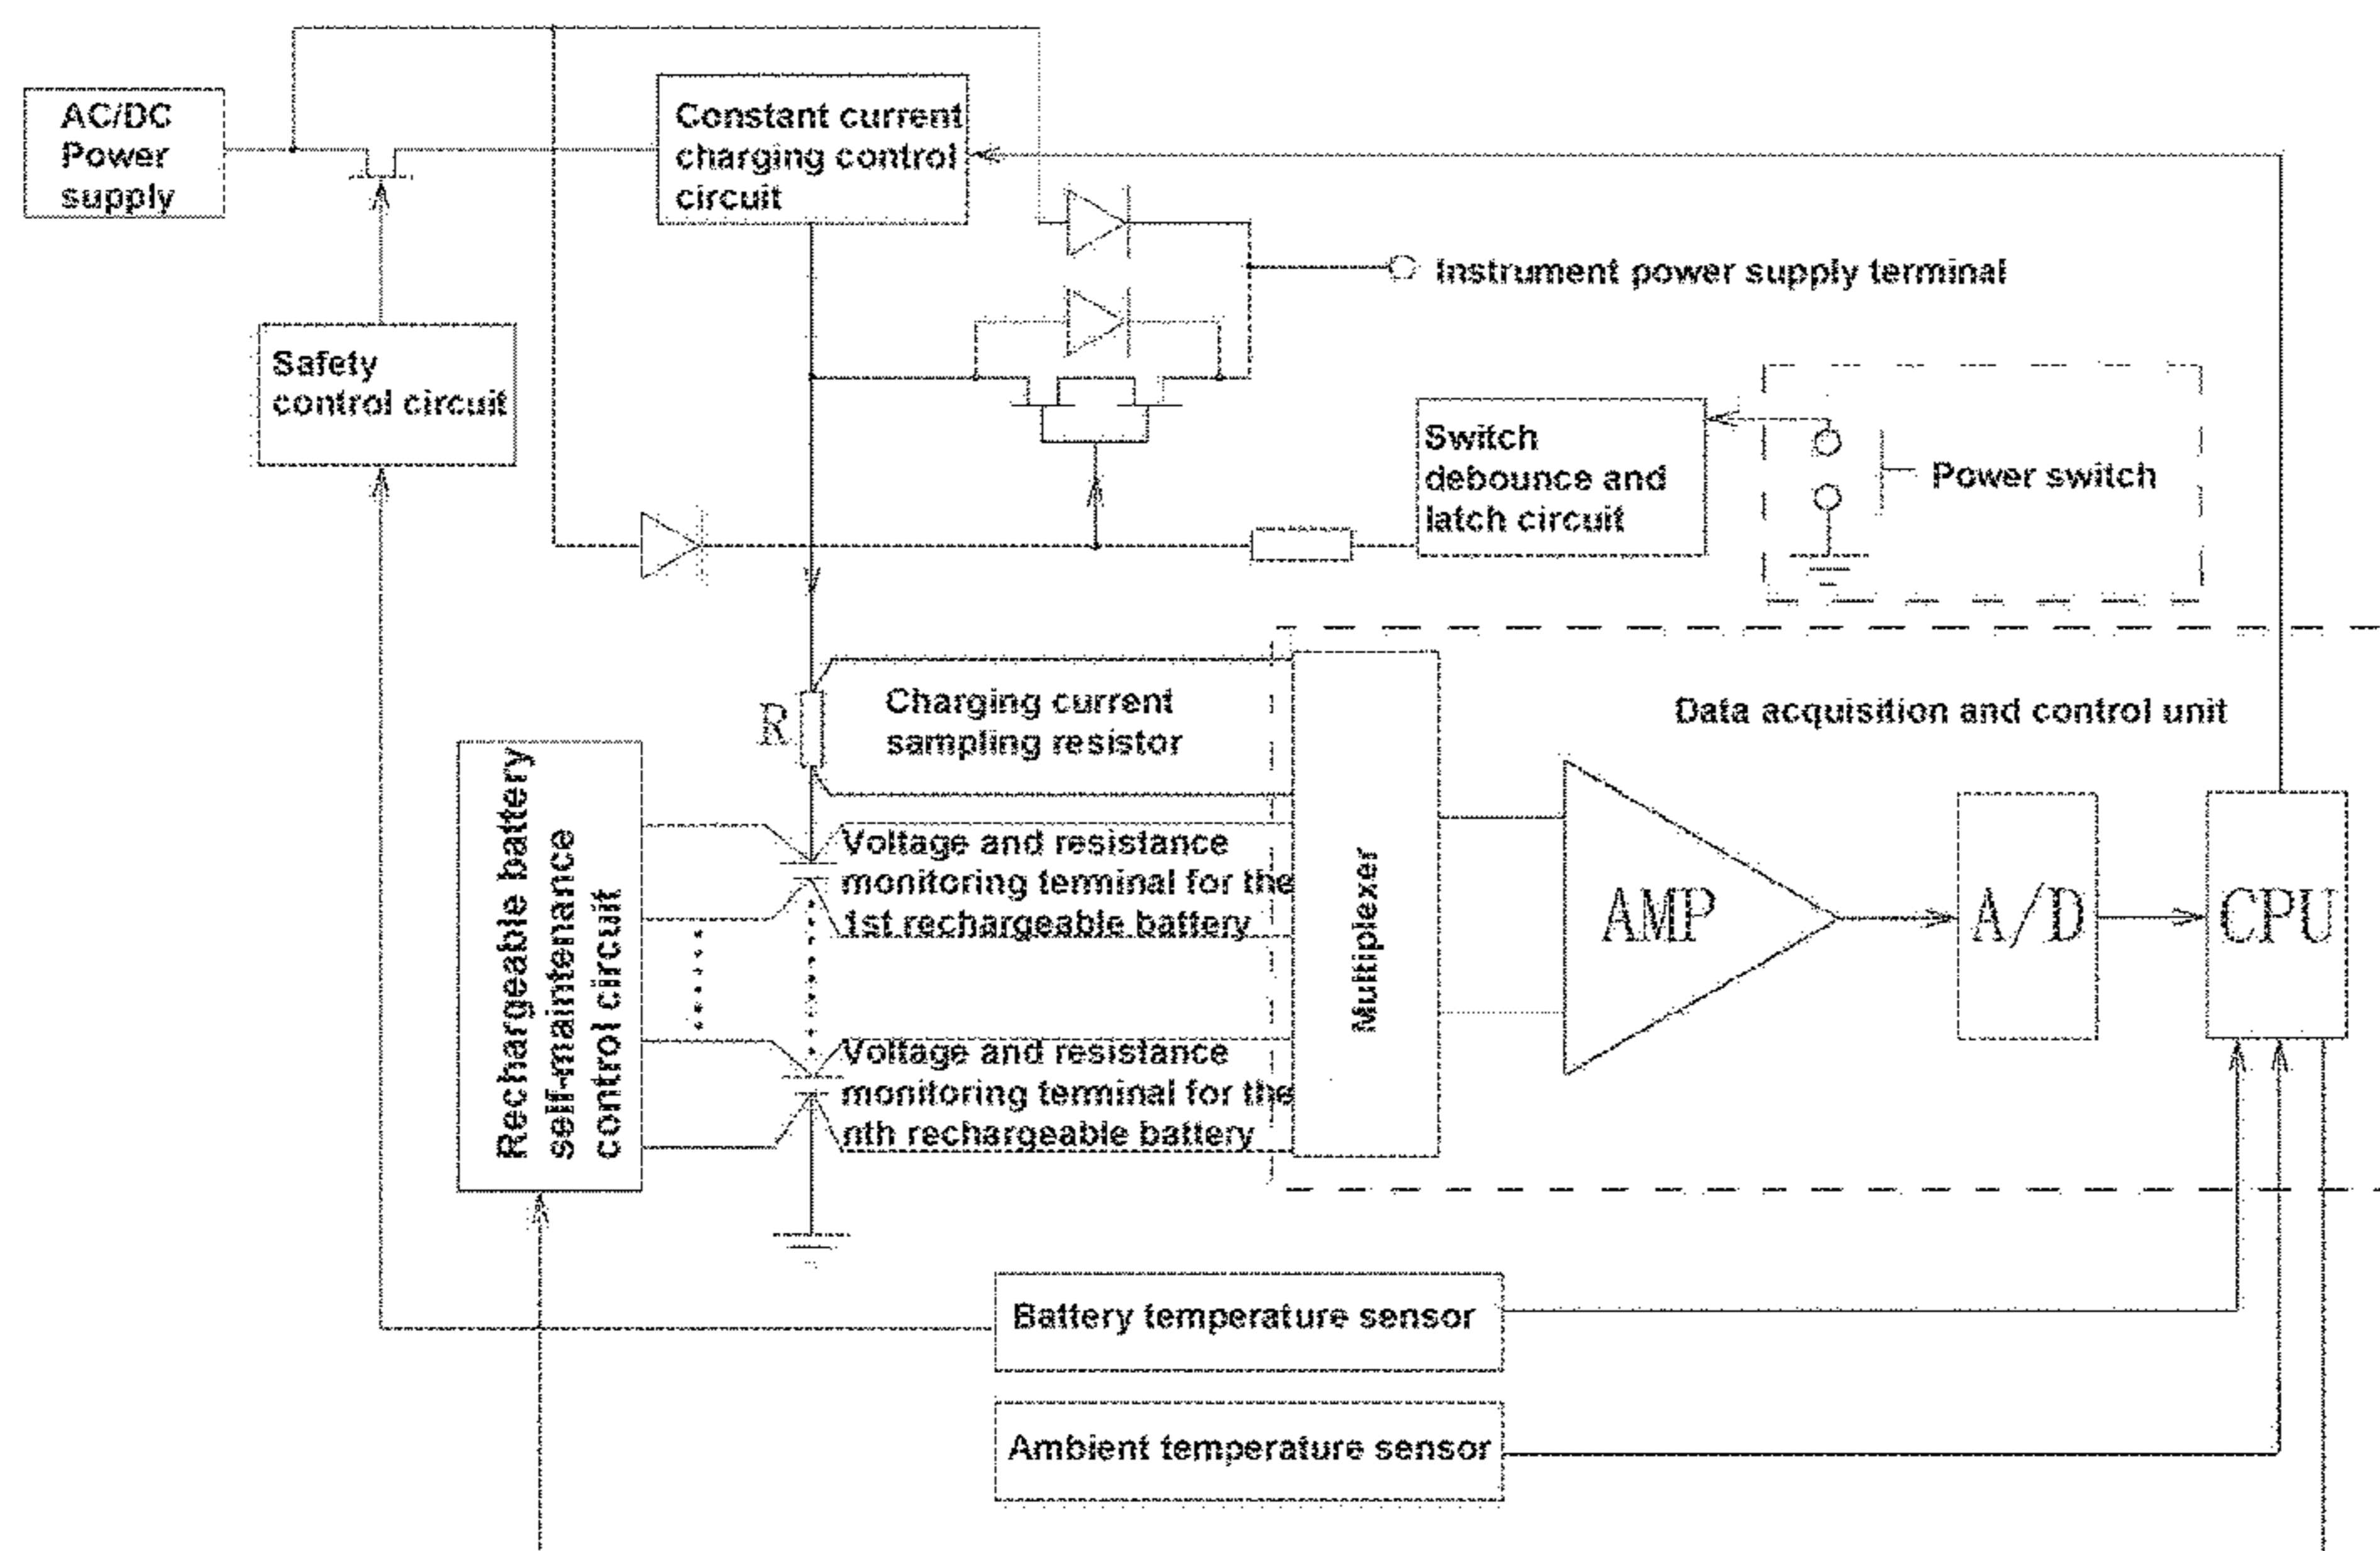 AC/DC
Power
supply
Constant current
charging control
circuit
Instrument power supply terminal
Safety
control circuit
Switch
debounce and
latch circuit
Power switch
Charging current
sampling resistor
R
Data acquisition and control unit
Rechargeable battery
self-maintenance
control circuit
Voltage and resistance
monitoring terminal for the
1st rechargeable battery
Voltage and resistance
monitoring terminal for the
nth rechargeable battery
Multiplexer
AMP
A/D
CPU
Battery temperature sensor
Ambient temperature sensor